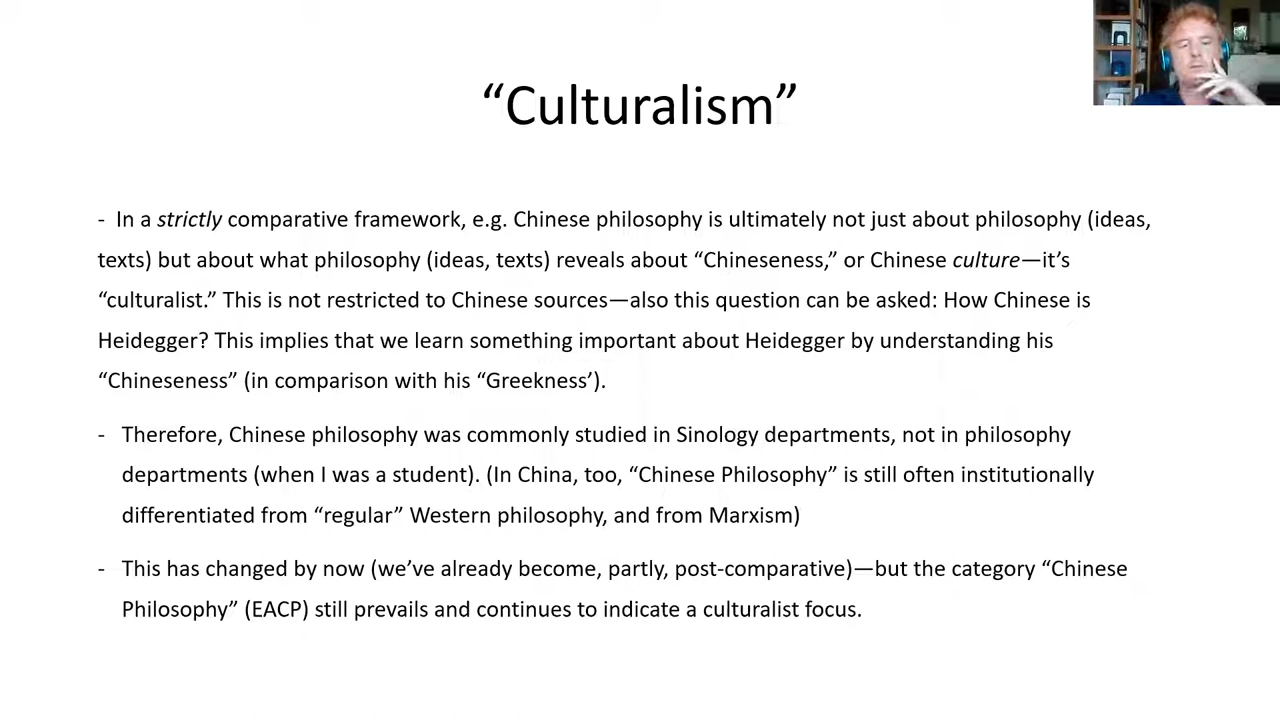 “Culturalism”
- In a strictly comparative framework, e.g. Chinese philosophy is ultimately not just about philosophy (ideas,
texts) but about what philosophy (ideas, texts) reveals about “Chineseness,” or Chinese culture—it’s
“culturalist.” This is not restricted to Chinese sources—also this question can be asked: How Chinese is
Heidegger? This implies that we learn something important about Heidegger by understanding his
“Chineseness” (in comparison with his “Greekness’).
- Therefore, Chinese philosophy was commonly studied in Sinology departments, not in philosophy
departments (when I was a student). (In China, too, “Chinese Philosophy” is still often institutionally
differentiated from “regular” Western philosophy, and from Marxism)
- This has changed by now (we’ve already become, partly, post-comparative)—but the category “Chinese
Philosophy” (EACP) still prevails and continues to indicate a culturalist focus.